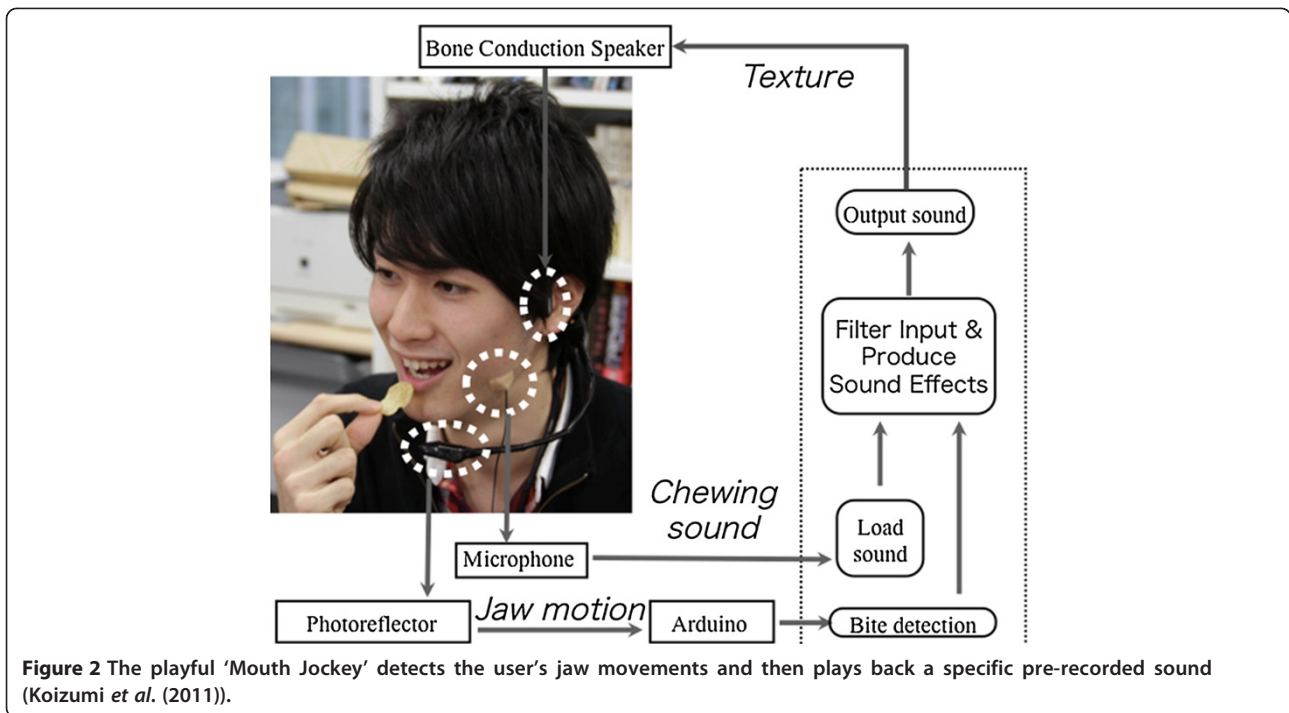 Bone Conduction Speaker
Texture
Output sound
Filter Input &
Produce
Sound Effects
Chewing
sound
Load
sound
Microphone
Jaw motion
Photoreflector
Arduino
Bite detection
Figure 2 The playful ‘Mouth Jockey’ detects the user’s jaw movements and then plays back a specific pre-recorded sound
(Koizumi et al. (2011)).